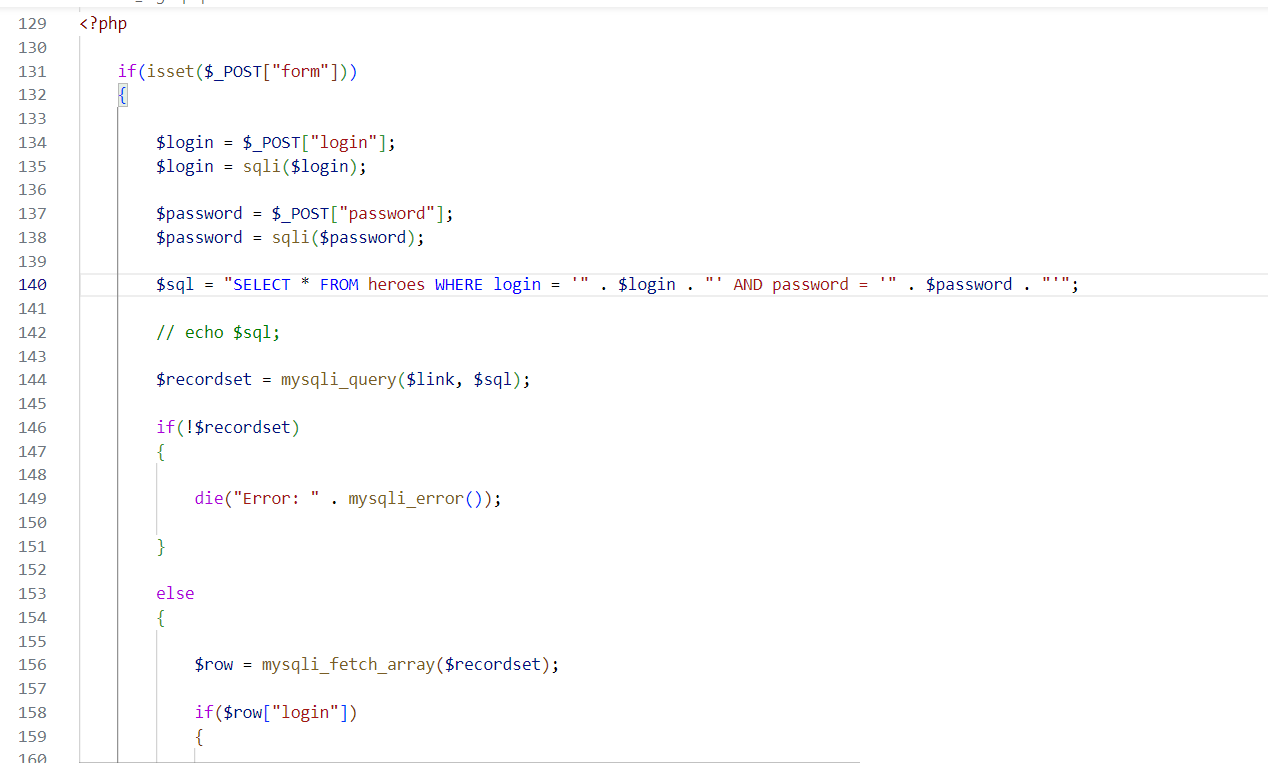 129 <?php
130
131 if(isset($_POST["form"]))
132 {
133
134 $login = $_POST["login"];
135 $login = sqli($login);
136
137 $password = $_POST["password"];
138 $password = sqli($password);
139
140 $sql = "SELECT * FROM heroes WHERE login = '" . $login . "' AND password = '" . $password . "'";
141
142 // echo $sql;
143
144 $recordset = mysqli_query($link, $sql);
145
146 if(!$recordset)
147 {
148
149 die("Error: " . mysqli_error());
150
151 }
152
153 else
154 {
155
156 $row = mysqli_fetch_array($recordset);
157
158 if($row["login"])
159 {
160